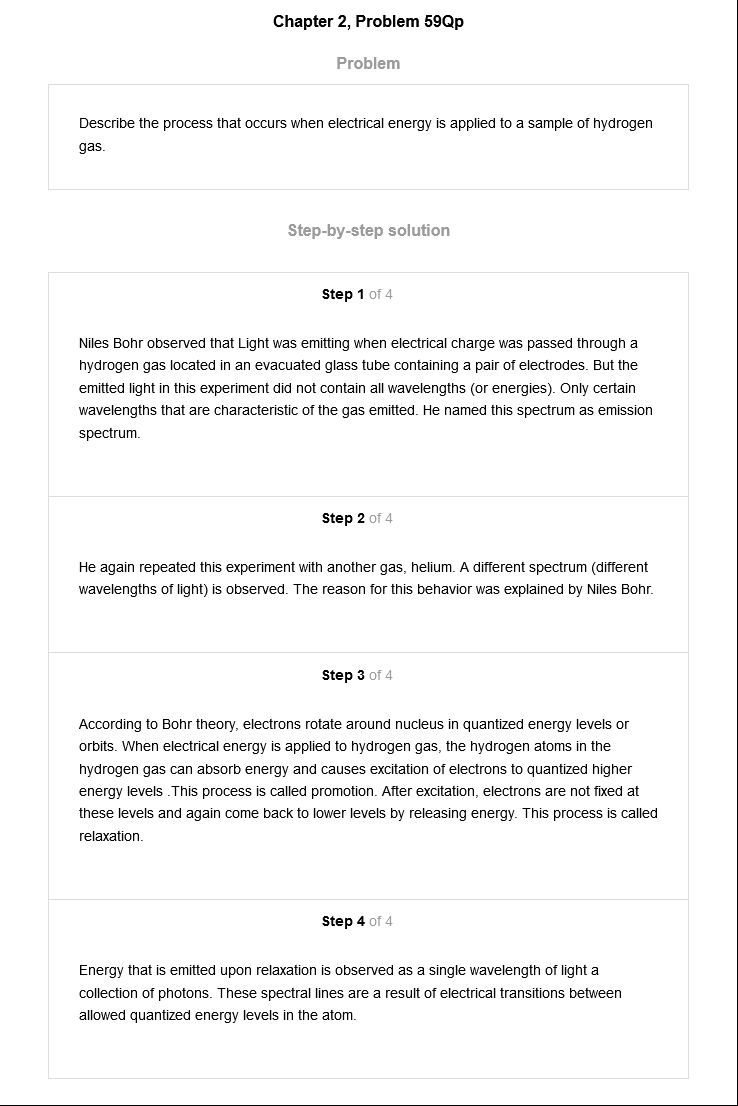 Chapter 2, Problem 59Qp
Problem
Describe the process that occurs when electrical energy is applied to a sample of hydrogen
gas.
Step-by-step solution
Step 1 of 4
Niles Bohr observed that Light was emitting when electrical charge was passed through a
hydrogen gas located in an evacuated glass tube containing a pair of electrodes. But the
emitted light in this experiment did not contain all wavelengths (or energies). Only certain
wavelengths that are characteristic of the gas emitted. He named this spectrum as emission
spectrum.
Step 2 of 4
He again repeated this experiment with another gas, helium. A different spectrum (different
wavelengths of light) is observed. The reason for this behavior was explained by Niles Bohr.
Step 3 of 4
According to Bohr theory, electrons rotate around nucleus in quantized energy levels or
orbits. When electrical energy is applied to hydrogen gas, the hydrogen atoms in the
hydrogen gas can absorb energy and causes excitation of electrons to quantized higher
energy levels .This process is called promotion. After excitation, electrons are not fixed at
these levels and again come back to lower levels by releasing energy. This process is called
relaxation.
Step 4 of 4
Energy that is emitted upon relaxation is observed as a single wavelength of light a
collection of photons. These spectral lines are a result of electrical transitions between
allowed quantized energy levels in the atom.